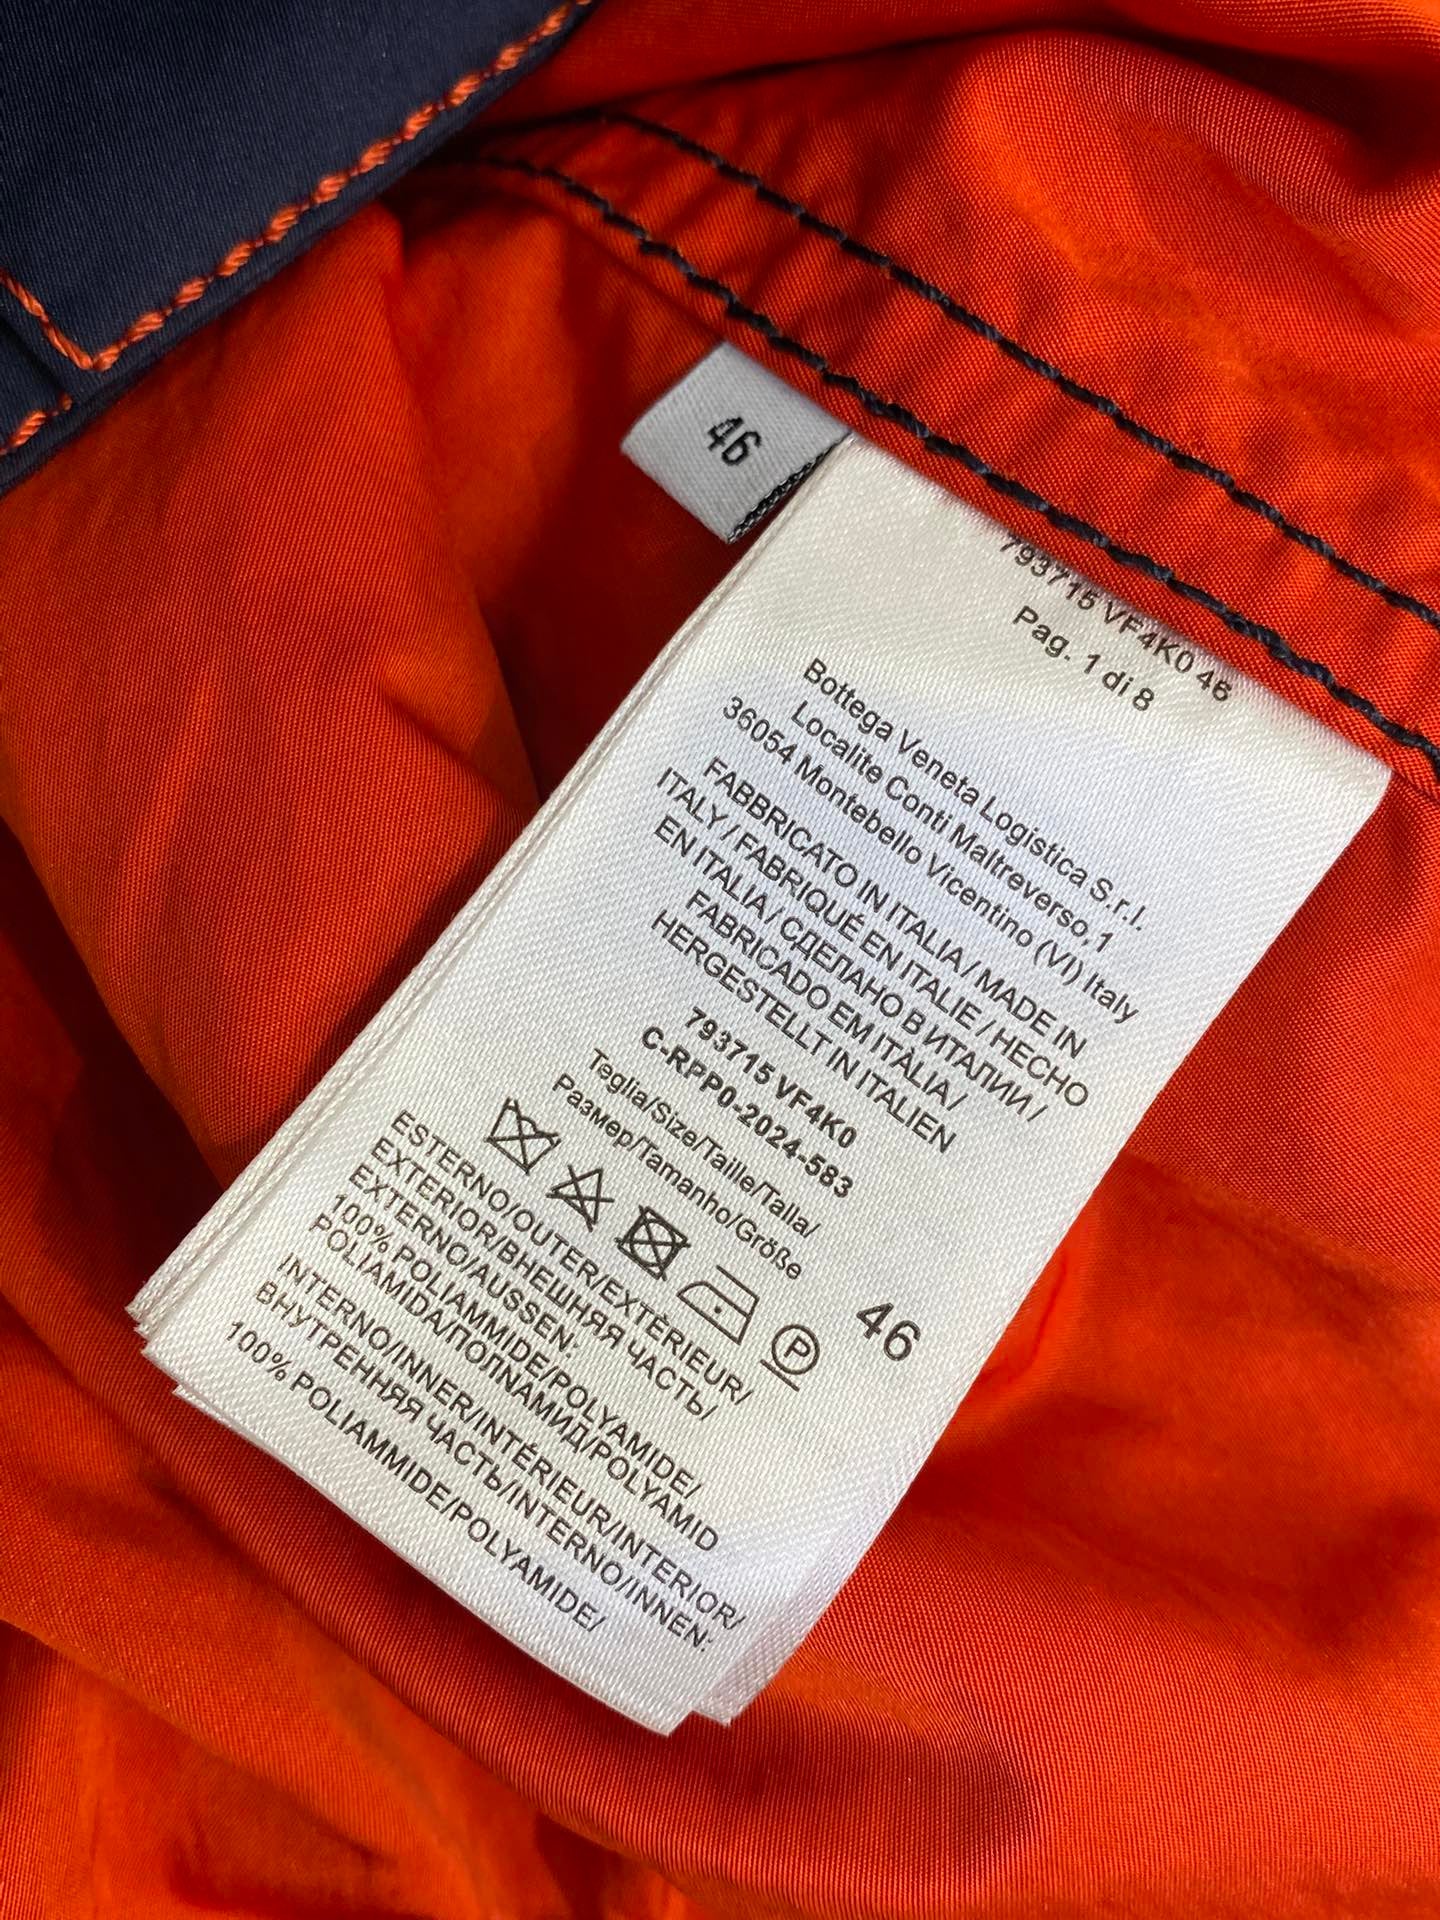 46
793715 VF4K0 46
Pag. 1 di 8
Bottega Veneta Logistica S.r.l.
Localite Conti Maltreverso, 1
36054 Montebello Vicentino (VI) Italy
FABBRICATO IN ITALIA / MADE IN
ITALY / FABRIQUÉ EN ITALIE / HECHO
EN ITALIA / СДЕЛАНО В ИТАЛИИ /
FABRICADO EM ITÁLIA /
HERGESTELLT IN ITALIEN
793715 VF4K0
C-RPP0-2024-583
Teglia/Size/Taille/Talla/
Размер/Tamanho/Größe
46
P
ESTERNO/OUTER/EXTÈRIEUR/
EXTERIOR/ВНЕШНЯЯ ЧАСТЬ/
EXTERNO/AUSSEN:
100% POLIAMMIDE/POLYAMIDE/
POLIAMIDA/ПОЛNАМИД/POLYAMID
INTERNO/INNER/INTÉRIEUR/INTERIOR/
ВНУТРЕННЯЯ ЧАСТЬ/INTERNO/INNEN:
100% POLIAMMIDE/POLYAMIDE/